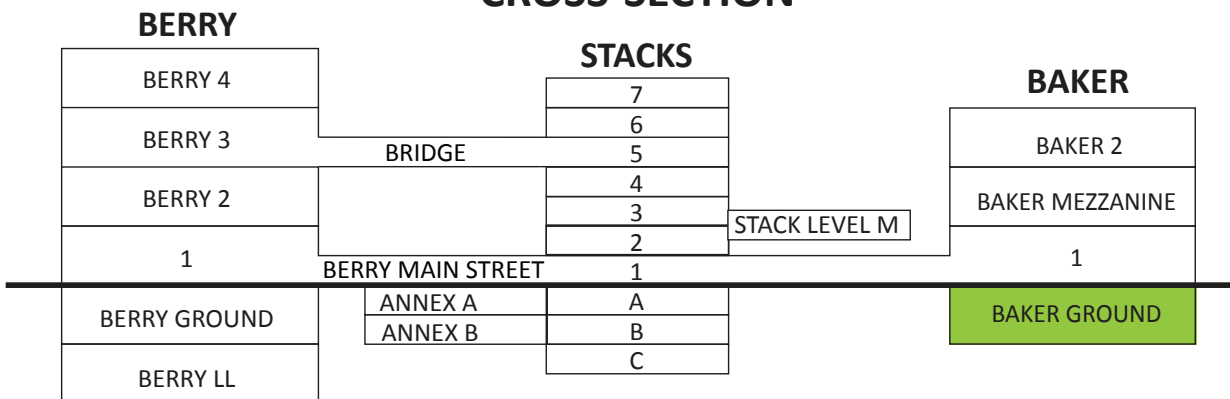 CROSS-SECTION
BERRY
STACKS
BAKER
BERRY 4
BERRY 3
BERRY 2
1
BERRY GROUND
BERRY LL
BRIDGE
BERRY MAIN STREET
ANNEX A
ANNEX B
7
6
5
4
3
2
1
A
B
C
STACK LEVEL M
BAKER 2
BAKER MEZZANINE
1
BAKER GROUND